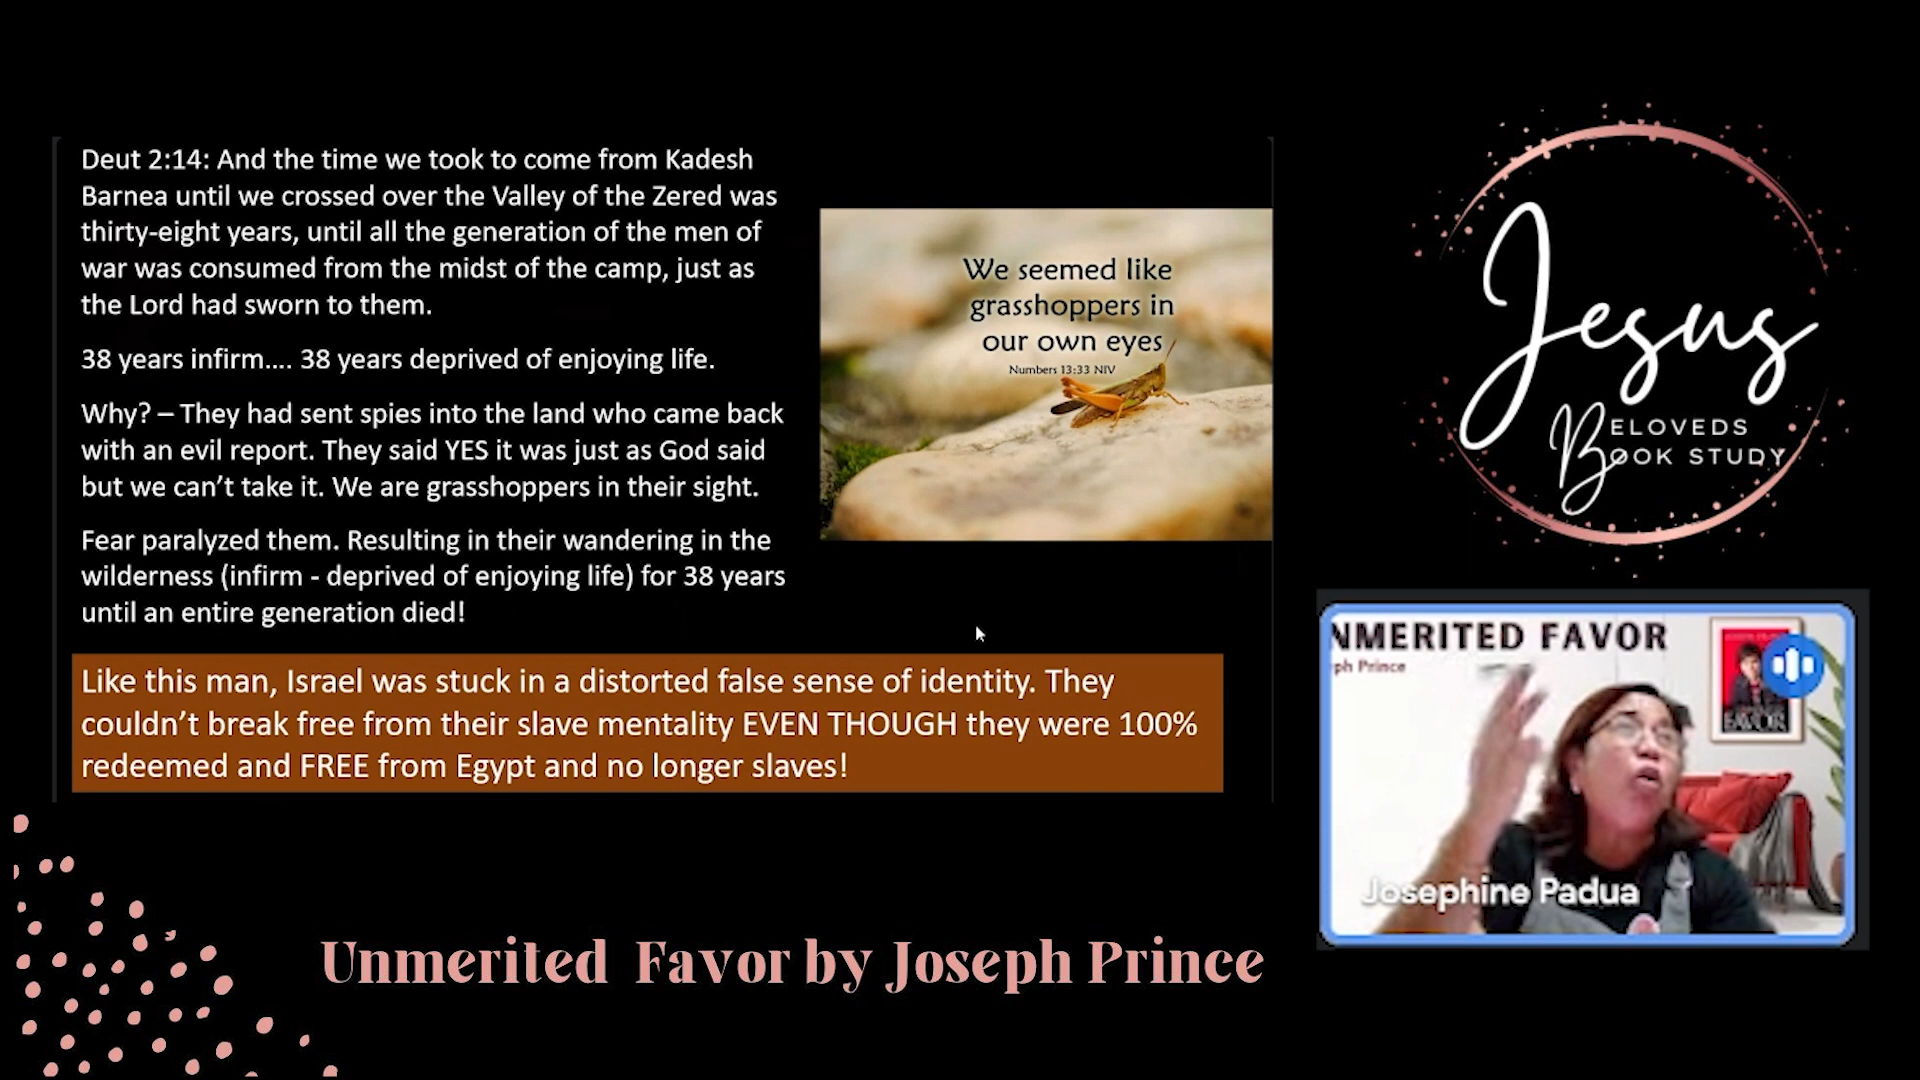 Deut 2:14: And the time we took to come from Kadesh
Barnea until we crossed over the Valley of the Zered was
thirty-eight years, until all the generation of the men of
war was consumed from the midst of the camp, just as
the Lord had sworn to them.
38 years infirm.... 38 years deprived of enjoying life.
Why? – They had sent spies into the land who came back
with an evil report. They said YES it was just as God said
but we can't take it. We are grasshoppers in their sight.
Fear paralyzed them. Resulting in their wandering in the
wilderness (infirm - deprived of enjoying life) for 38 years
until an entire generation died!
Like this man, Israel was stuck in a distorted false sense of identity. They
couldn't break free from their slave mentality EVEN THOUGH they were 100%
redeemed and FREE from Egypt and no longer slaves!
We seemed like
grasshoppers in
our own eyes
Numbers 13:33 NIV
Jesus
BELOVEDS
BOOK STUDY
NMERITED FAVOR
ph Prince
FAVOR
Josephine Padua
Unmerited Favor by Joseph Prince